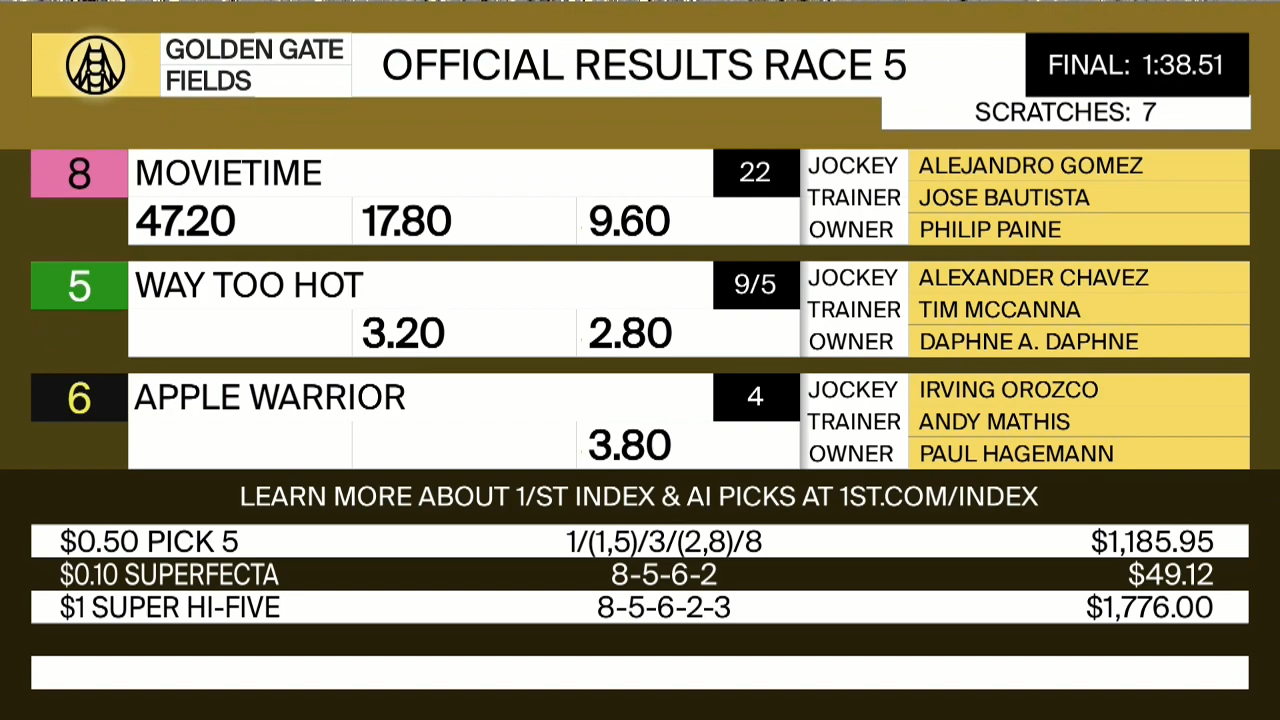 GOLDEN GATE
FIELDS
OFFICIAL RESULTS RACE 5
FINAL: 1:38.51
SCRATCHES: 7
8 MOVIETIME 22
47.20 17.80 9.60
JOCKEY ALEJANDRO GOMEZ
TRAINER JOSE BAUTISTA
OWNER PHILIP PAINE
5 WAY TOO HOT 9/5
3.20 2.80
JOCKEY ALEXANDER CHAVEZ
TRAINER TIM MCCANNA
OWNER DAPHNE A. DAPHNE
6 APPLE WARRIOR 4
3.80
JOCKEY IRVING OROZCO
TRAINER ANDY MATHIS
OWNER PAUL HAGEMANN
LEARN MORE ABOUT 1/ST INDEX & AI PICKS AT 1ST.COM/INDEX
$0.50 PICK 5 1/(1,5)/3/(2,8)/8 $1,185.95
$0.10 SUPERFECTA 8-5-6-2 $49.12
$1 SUPER HI-FIVE 8-5-6-2-3 $1,776.00